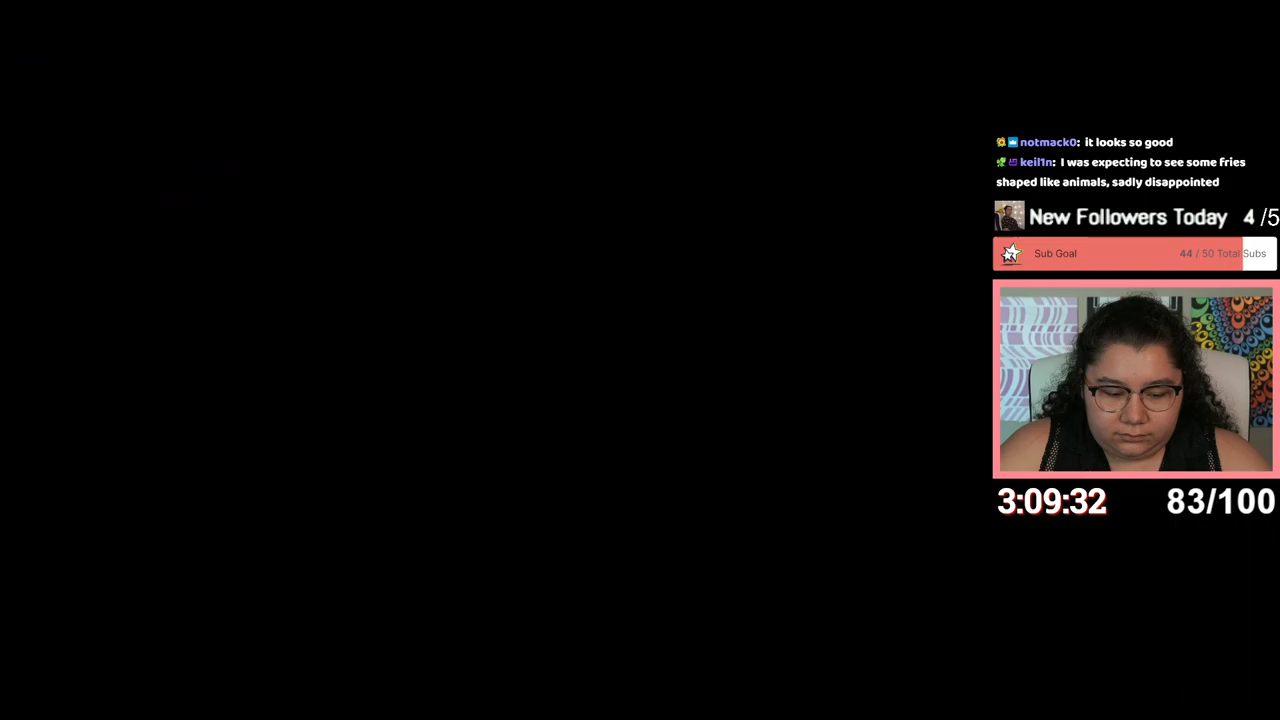 notmack0: it looks so good
keil1n: I was expecting to see some fries
shaped like animals, sadly disappointed
New Followers Today 4 /5
Sub Goal 44 / 50 Total Subs
3:09:32 83/100